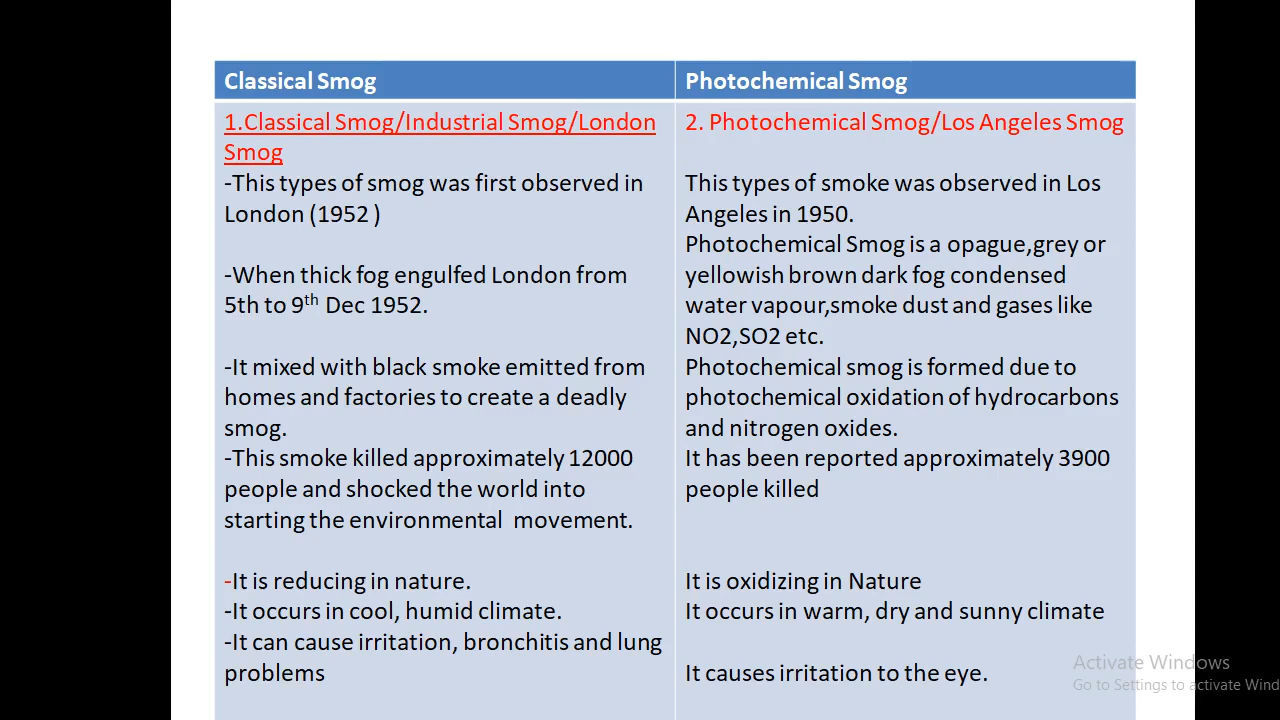 Classical Smog
Photochemical Smog
1.Classical Smog/Industrial Smog/London
Smog
-This types of smog was first observed in
London (1952 )
-When thick fog engulfed London from
5th to 9th Dec 1952.
-It mixed with black smoke emitted from
homes and factories to create a deadly
smog.
-This smoke killed approximately 12000
people and shocked the world into
starting the environmental  movement.
-It is reducing in nature.
-It occurs in cool, humid climate.
-It can cause irritation, bronchitis and lung
problems
2. Photochemical Smog/Los Angeles Smog
This types of smoke was observed in Los
Angeles in 1950.
Photochemical Smog is a opague,grey or
yellowish brown dark fog condensed
water vapour,smoke dust and gases like
NO2,SO2 etc.
Photochemical smog is formed due to
photochemical oxidation of hydrocarbons
and nitrogen oxides.
It has been reported approximately 3900
people killed
It is oxidizing in Nature
It occurs in warm, dry and sunny climate
It causes irritation to the eye.
Activate Windows
Go to Settings to activate Wind